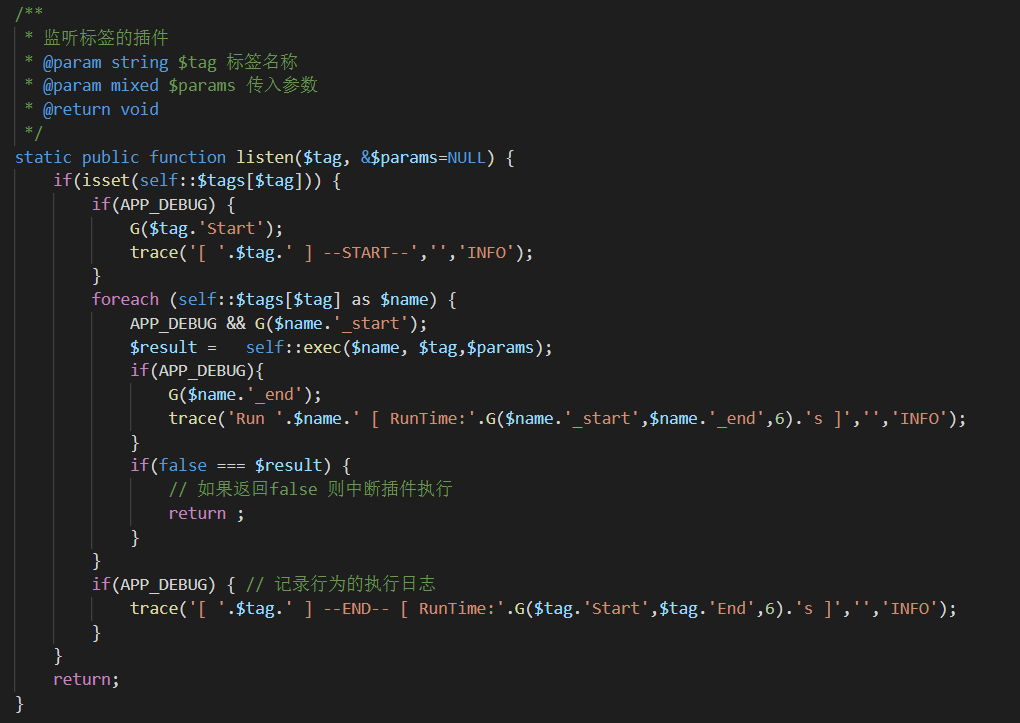 /**
 * 监听标签的插件
 * @param string $tag 标签名称
 * @param mixed $params 传入参数
 * @return void
 */
static public function listen($tag, &$params=NULL) {
    if(isset(self::$tags[$tag])) {
        if(APP_DEBUG) {
            G($tag.'Start');
            trace('[ '.$tag.' ] --START--','','INFO');
        }
        foreach (self::$tags[$tag] as $name) {
            APP_DEBUG && G($name.'_start');
            $result =   self::exec($name, $tag,$params);
            if(APP_DEBUG){
                G($name.'_end');
                trace('Run '.$name.' [ RunTime:'.G($name.'_start',$name.'_end',6).'s ]','','INFO');
            }
            if(false === $result) {
                // 如果返回false 则中断插件执行
                return ;
            }
        }
        if(APP_DEBUG) { // 记录行为的执行日志
            trace('[ '.$tag.' ] --END-- [ RunTime:'.G($tag.'Start',$tag.'End',6).'s ]','','INFO');
        }
    }
    return;
}